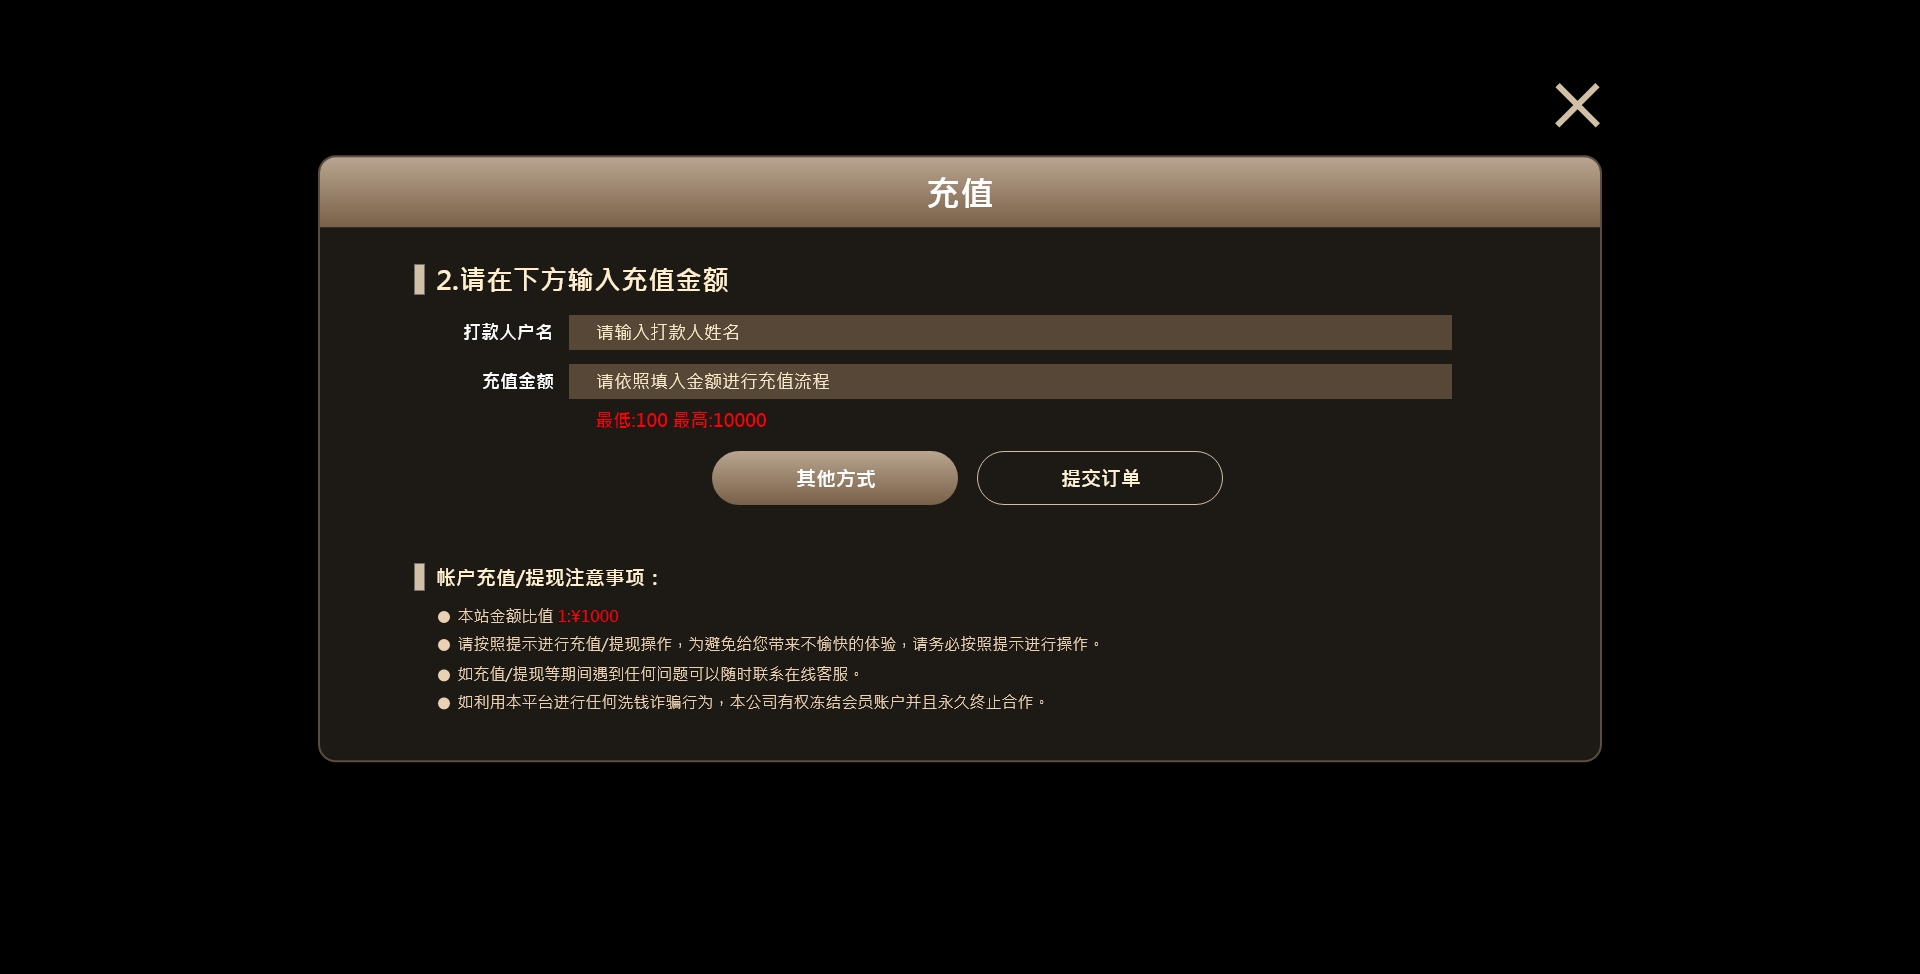 充值
2.请在下方输入充值金额
打款人户名 请输入打款人姓名
充值金额 请依照填入金额进行充值流程
最低:100 最高:10000
其他方式 提交订单
帐户充值/提现注意事项：
● 本站金额比值 1:¥1000
● 请按照提示进行充值/提现操作，为避免给您带来不愉快的体验，请务必按照提示进行操作。
● 如充值/提现等期间遇到任何问题可以随时联系在线客服。
● 如利用本平台进行任何洗钱诈骗行为，本公司有权冻结会员账户并且永久终止合作。